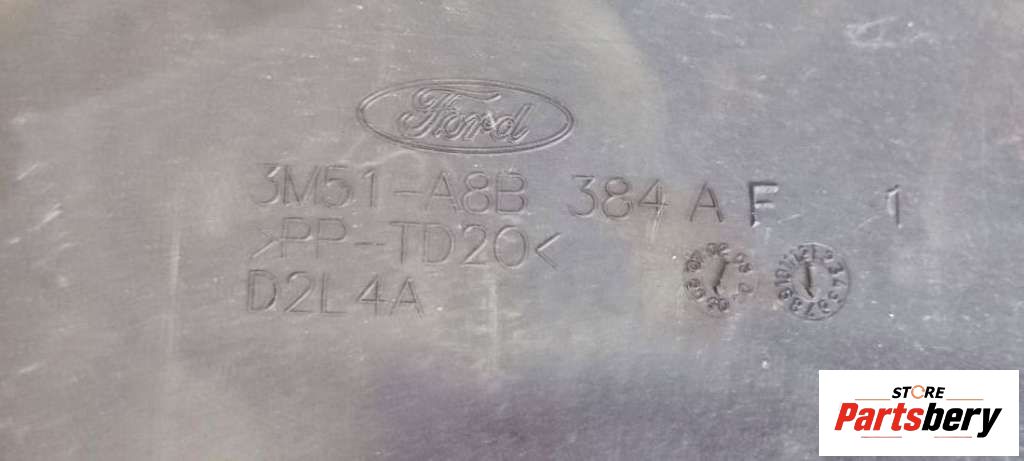 Ford
3M51-A8B 384 A F 1
>PP-TD20<
D2L4A
STORE
Partsbery